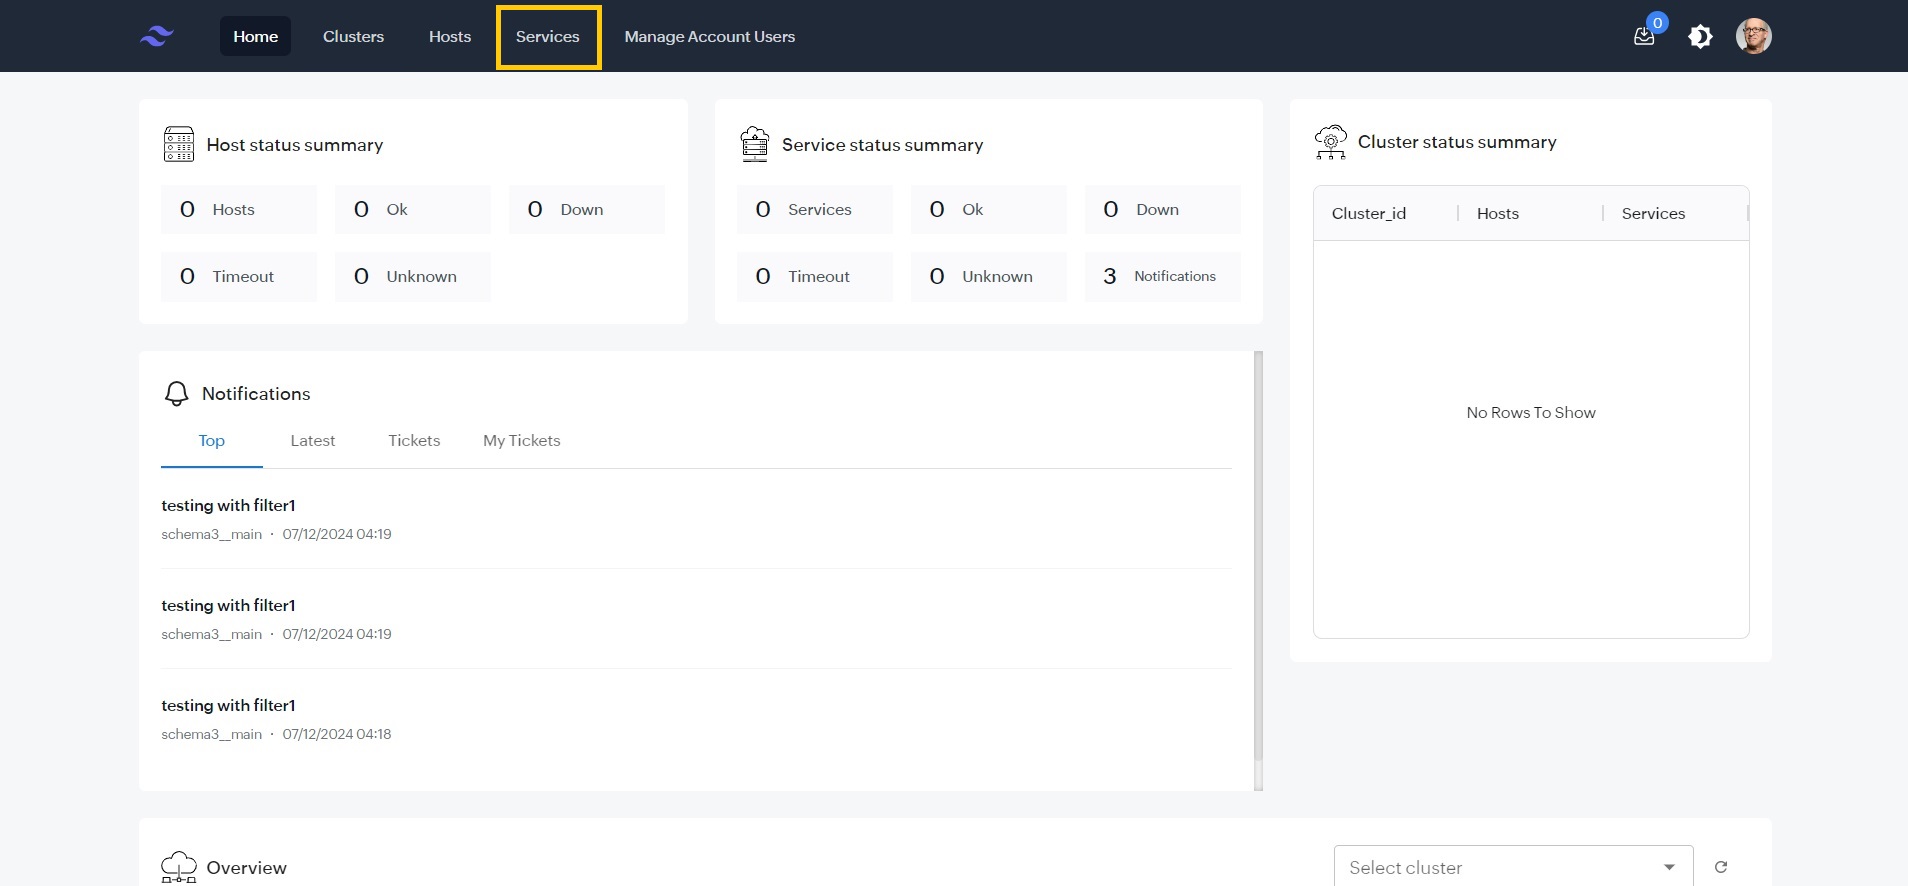 Home Clusters Hosts Services Manage Account Users 0
Host status summary
0 Hosts 0 Ok 0 Down
0 Timeout 0 Unknown
Service status summary
0 Services 0 Ok 0 Down
0 Timeout 0 Unknown 3 Notifications
Cluster status summary
Cluster_id Hosts Services
No Rows To Show
Notifications
Top Latest Tickets My Tickets
testing with filter1
schema3__main · 07/12/2024 04:19
testing with filter1
schema3__main · 07/12/2024 04:19
testing with filter1
schema3__main · 07/12/2024 04:18
Overview
Select cluster